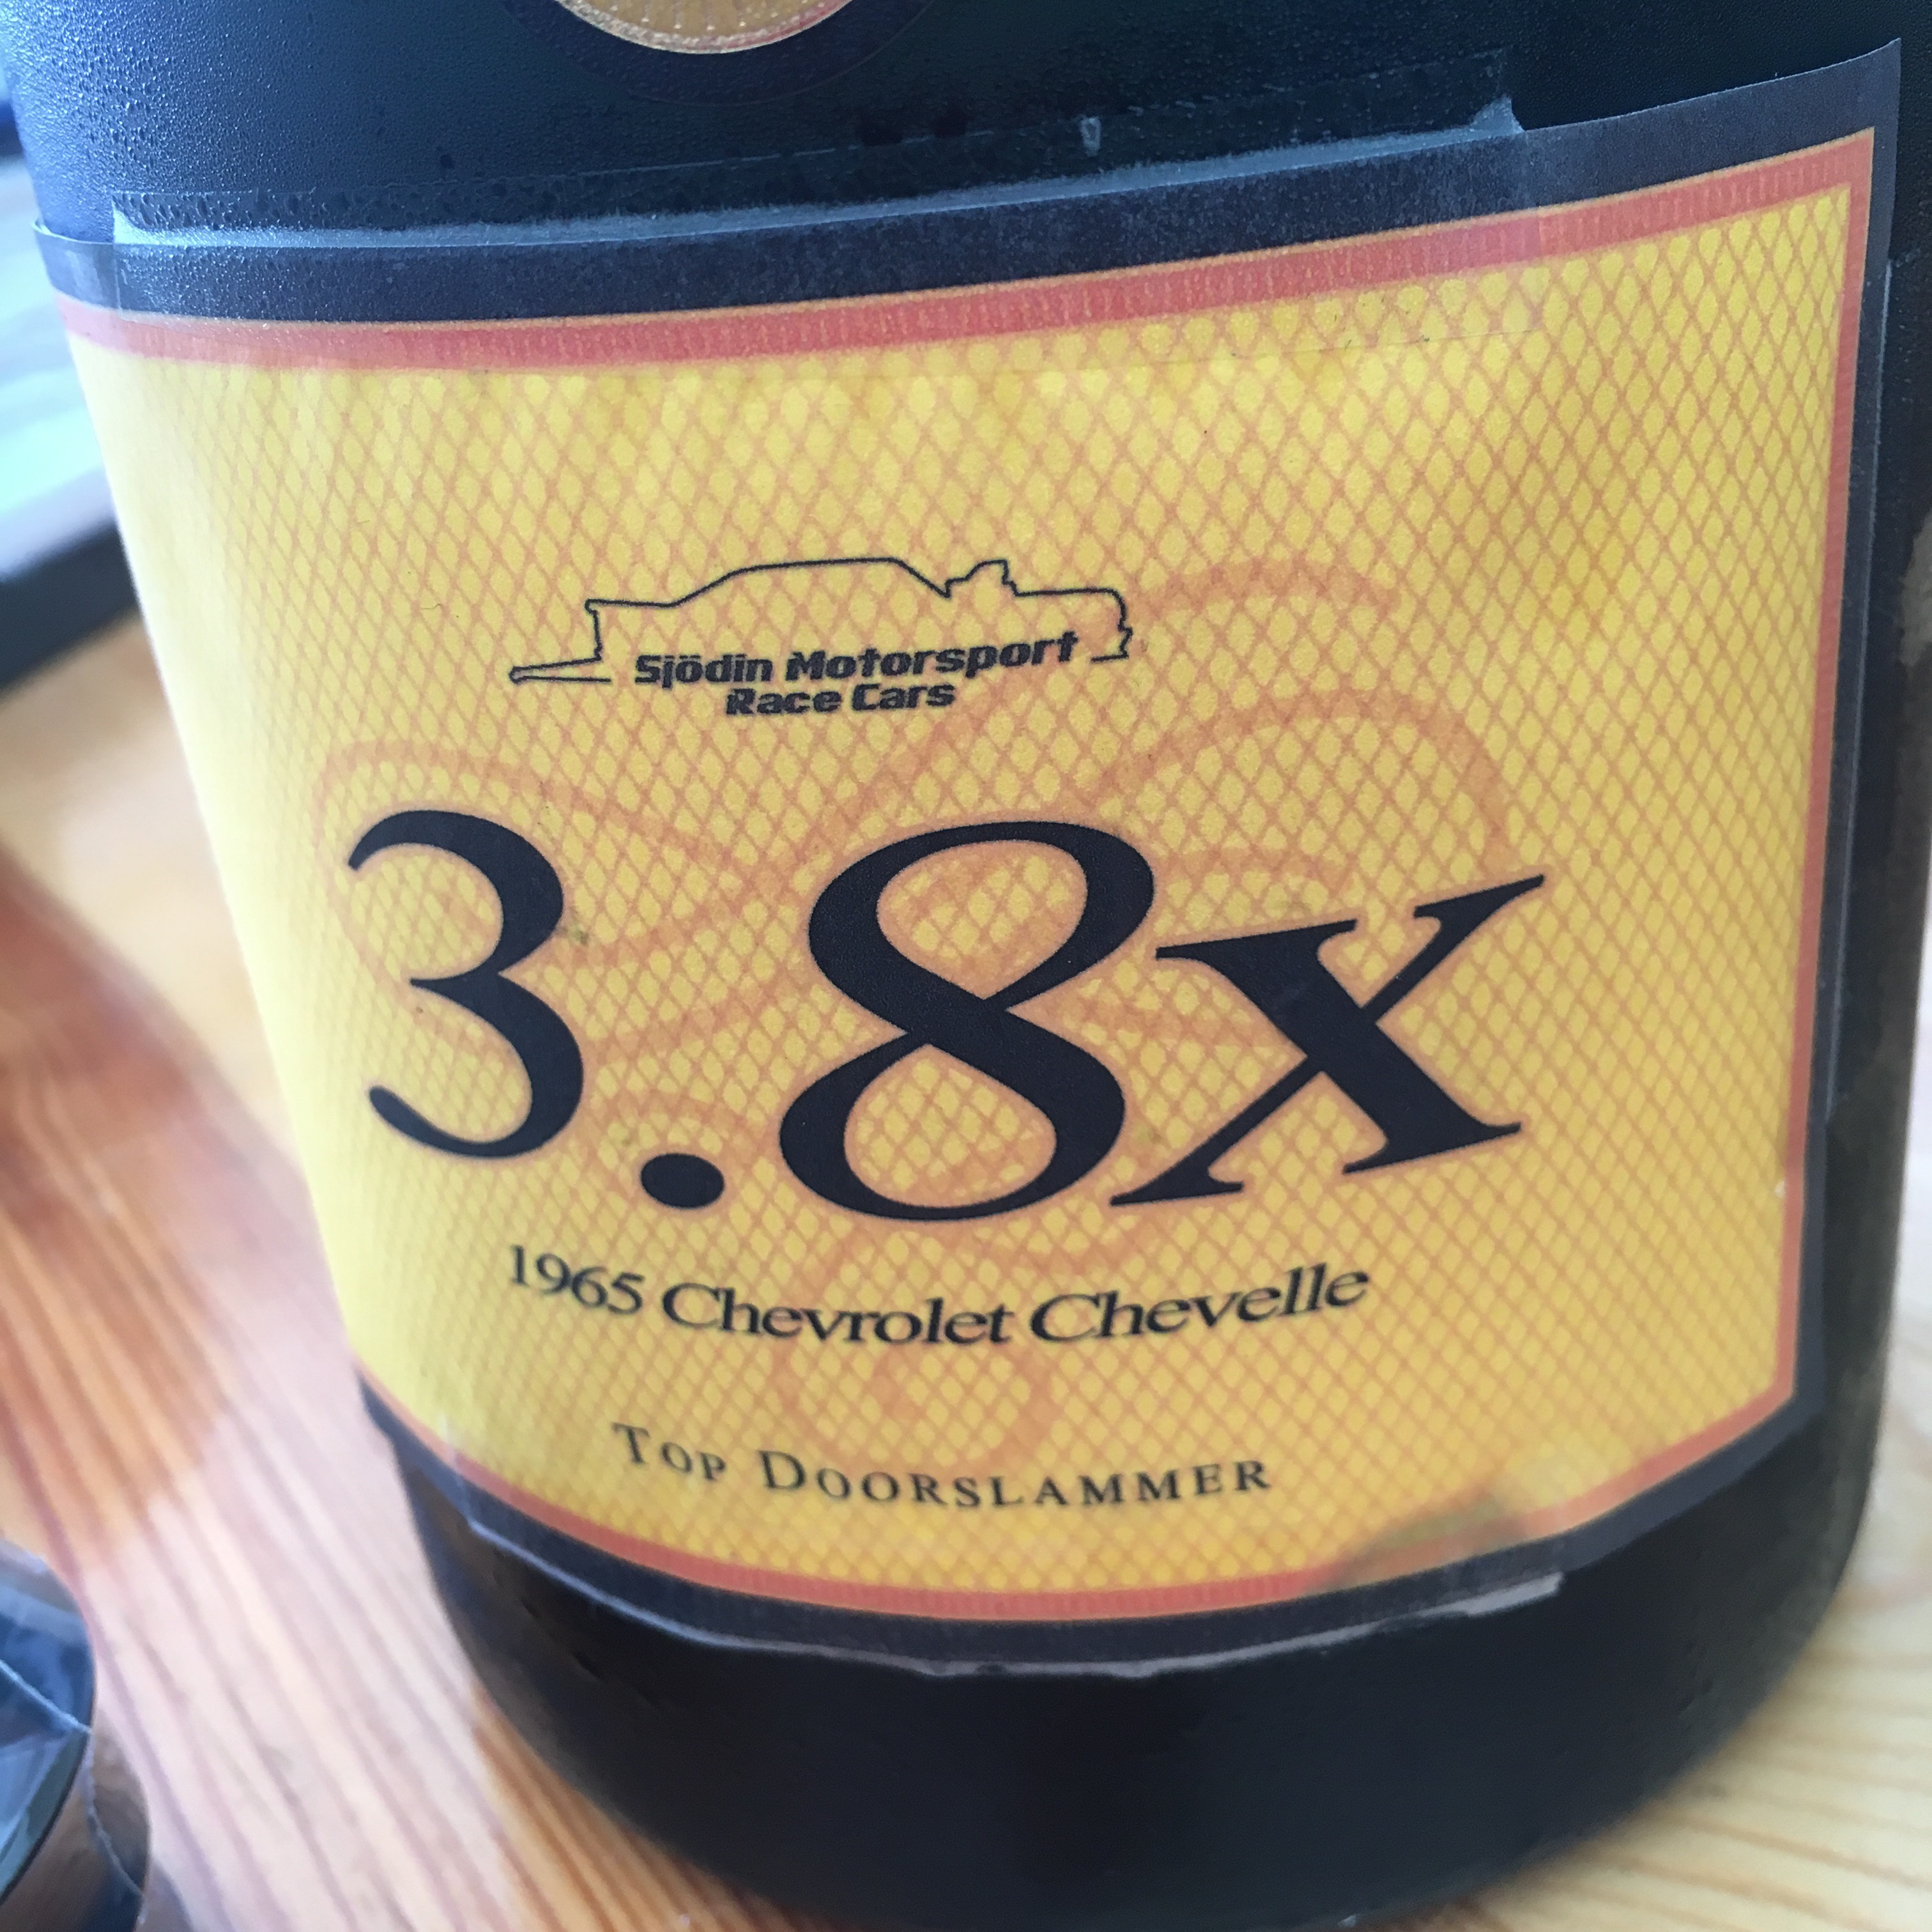 Sjödin Motorsport
Race Cars
3.8x
1965 Chevrolet Chevelle
Top Doorslammer